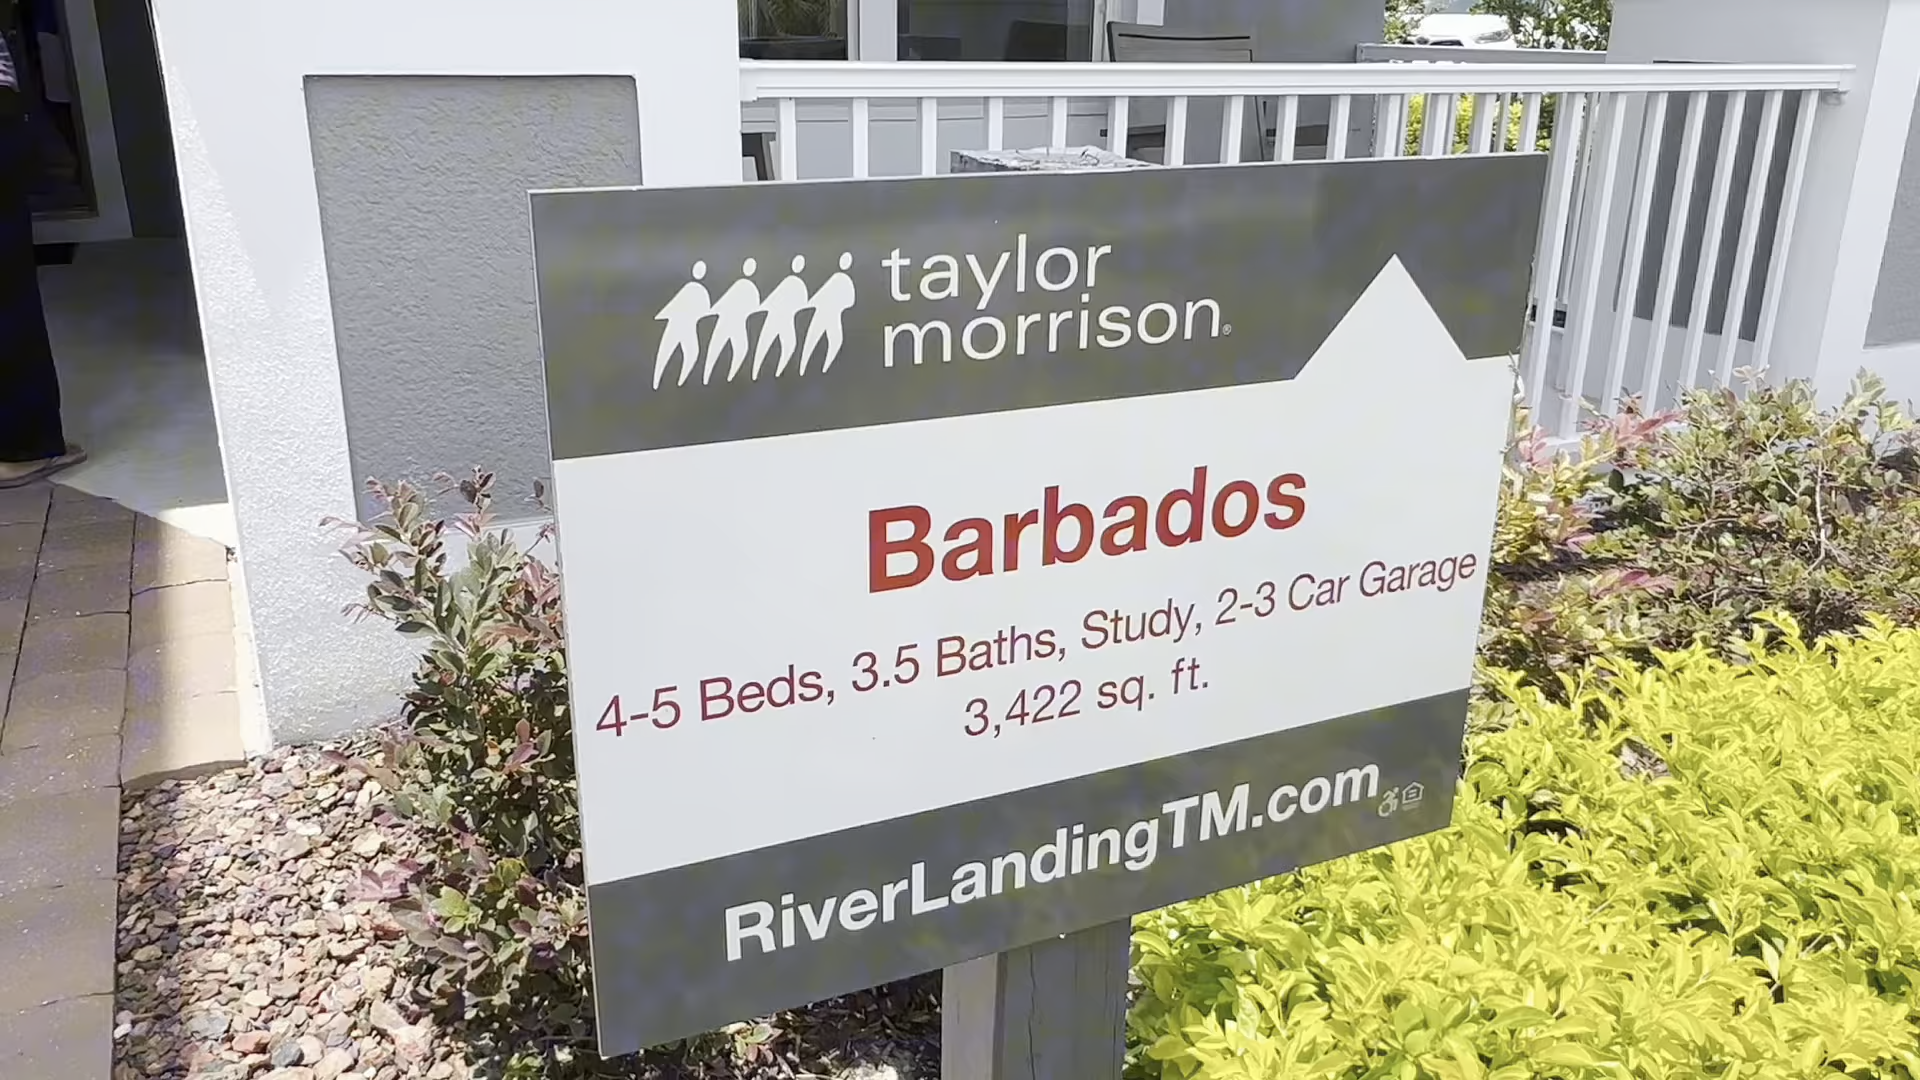 taylor
morrison®
Barbados
4-5 Beds, 3.5 Baths, Study, 2-3 Car Garage
3,422 sq. ft.
RiverLandingTM.com